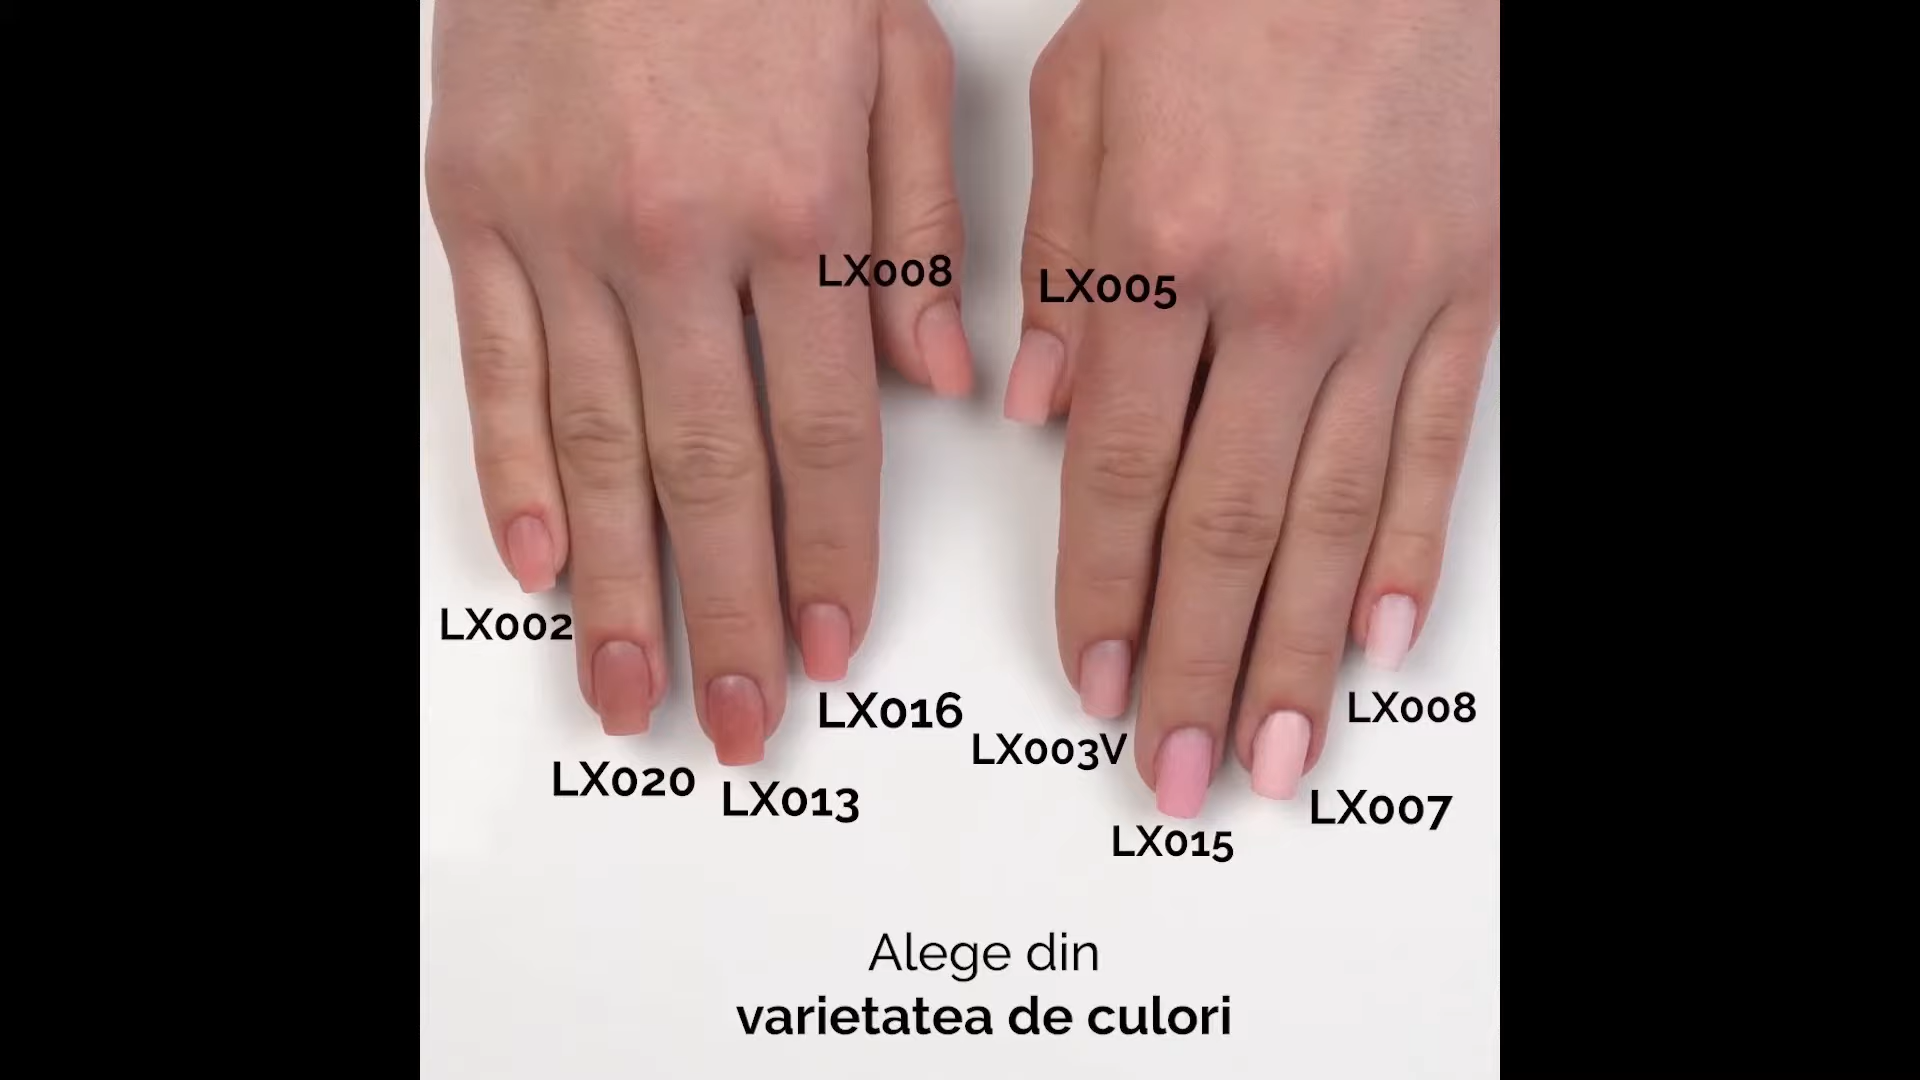 LX008
LX005
LX002
LX016
LX008
LX003V
LX020
LX013
LX007
LX015
Alege din
varietatea de culori